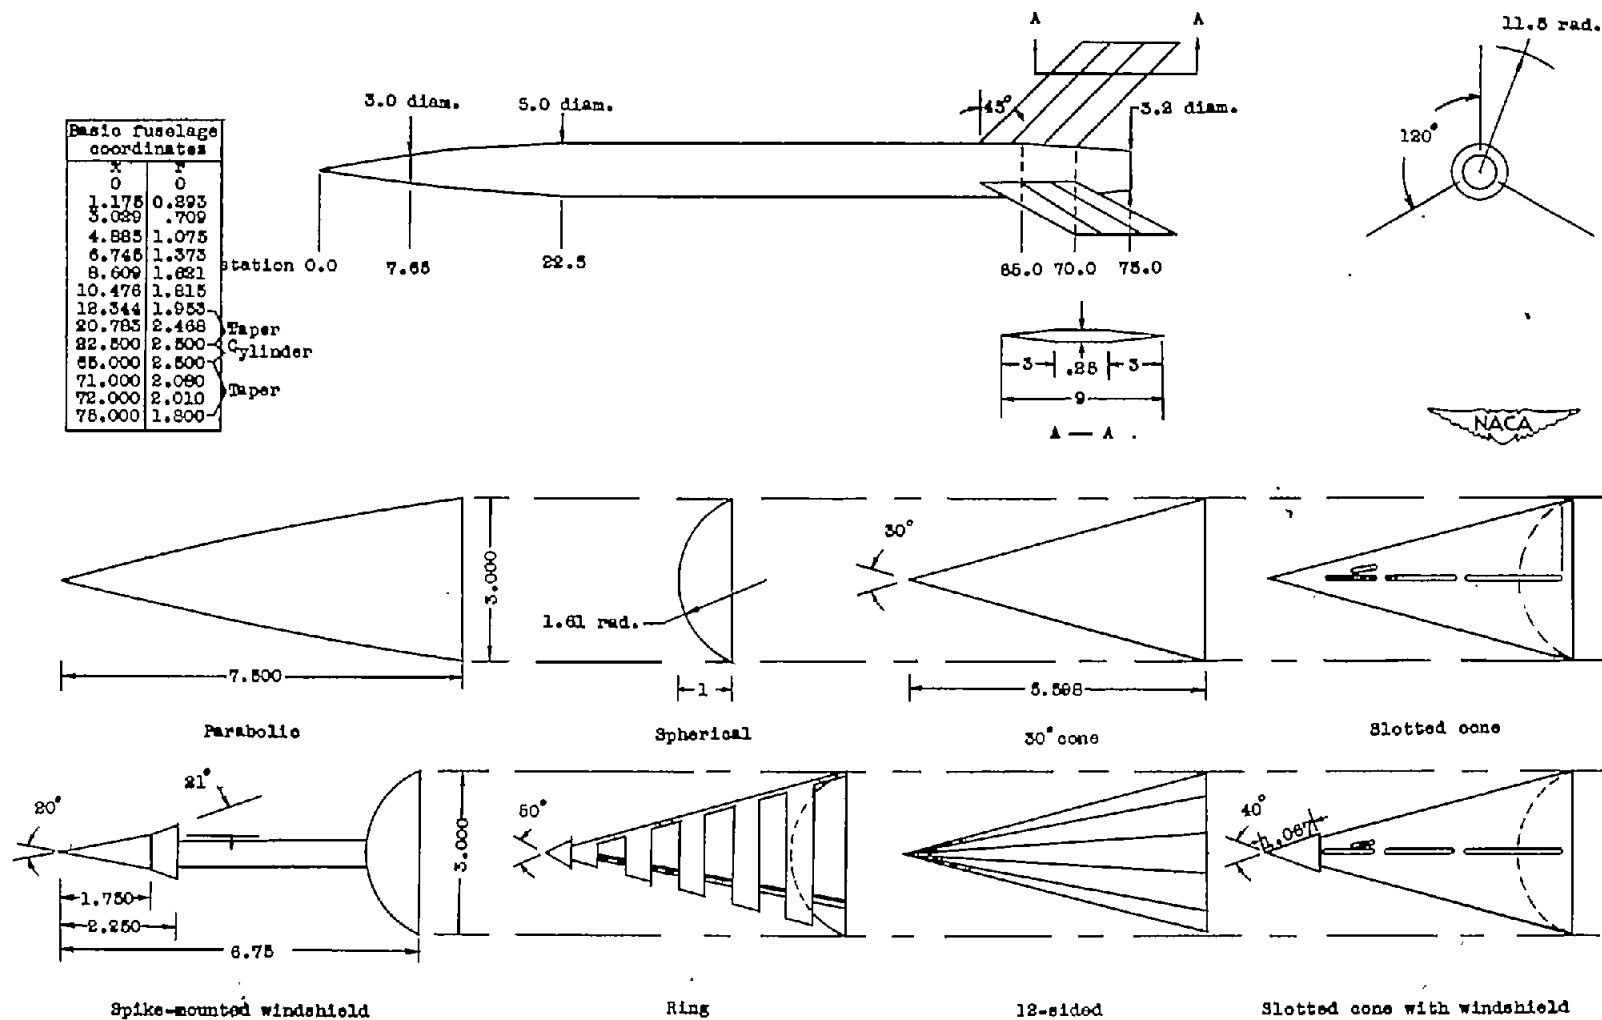 A A
11.5 rad.
3.0 diam. 5.0 diam. 45° 3.2 diam.
120°
Basic fuselage
coordinates
x r
0 0
1.175 0.293
3.029 .709
4.885 1.075
6.745 1.373
8.609 1.621
10.476 1.815
12.344 1.953
20.783 2.468
22.500 2.500
65.000 2.500
71.000 2.080
72.000 2.010
75.000 1.800
Taper
Cylinder
Taper
station 0.0 7.65 22.5 65.0 70.0 75.0
3 .25 3
9
A — A
NACA
3.000
30°
1.61 rad.
7.500 1 5.598
Parabolic Spherical 30° cone Slotted cone
20° 21° 3.000 60° 40° 1.067
1.750
2.250
6.75
Spike-mounted windshield Ring 12-sided Slotted cone with windshield